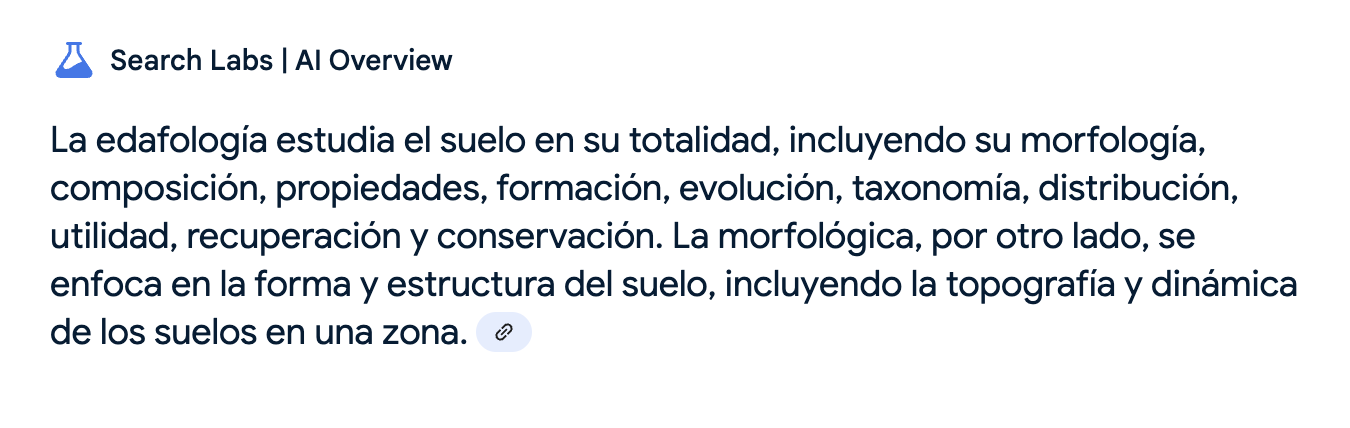 Search Labs | AI Overview
La edafología estudia el suelo en su totalidad, incluyendo su morfología,
composición, propiedades, formación, evolución, taxonomía, distribución,
utilidad, recuperación y conservación. La morfológica, por otro lado, se
enfoca en la forma y estructura del suelo, incluyendo la topografía y dinámica
de los suelos en una zona.